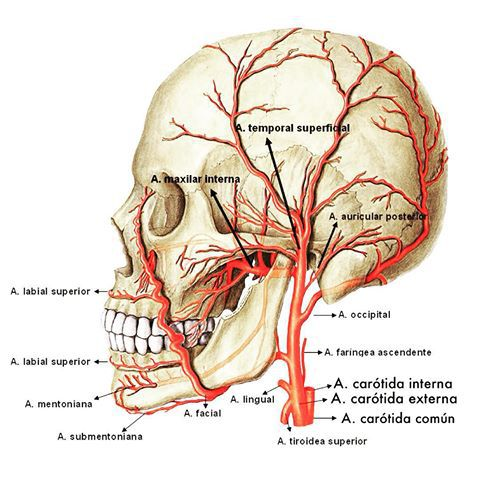 A. temporal superficial
A. maxilar interna
A. auricular posterior
A. labial superior
A. occipital
A. faríngea ascendente
A. labial superior
A. carótida interna
A. lingual
A. carótida externa
A. mentoniana
A. facial
A. carótida común
A. submentoniana
A. tiroidea superior